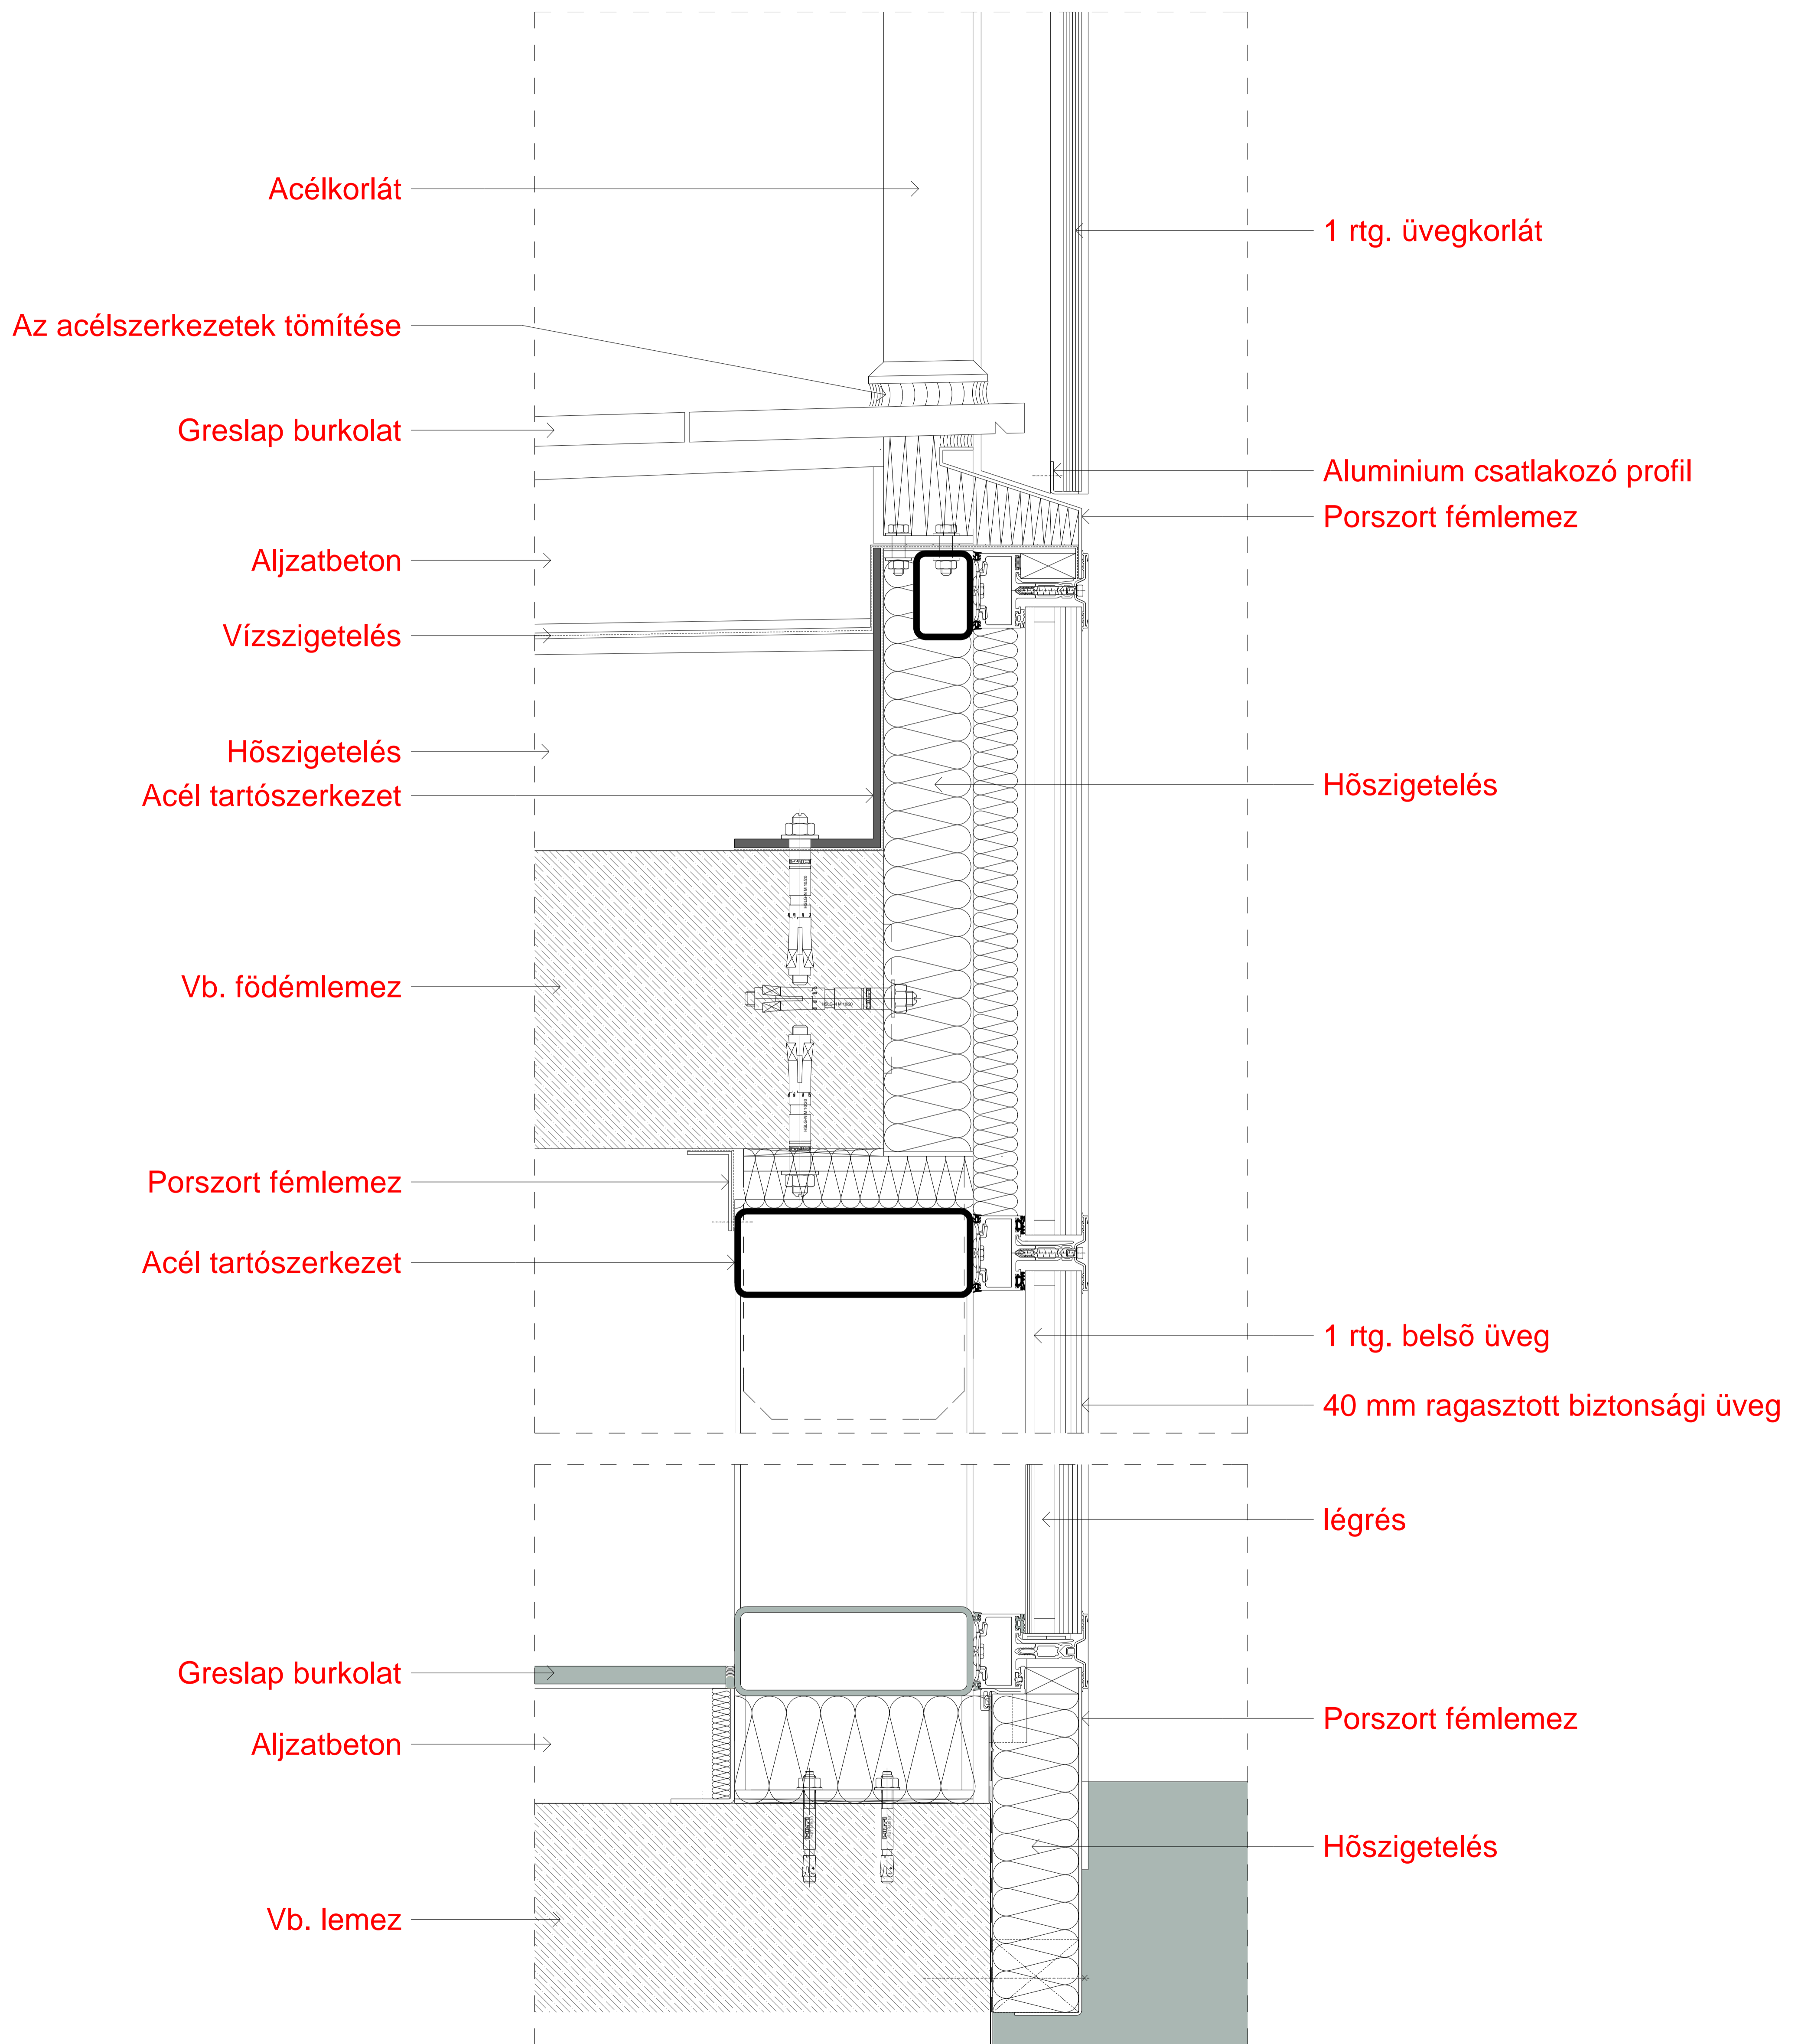 Acélkorlát
1 rtg. üvegkorlát
Az acélszerkezetek tömítése
Greslap burkolat
Aluminium csatlakozó profil
Porszort fémlemez
Aljzatbeton
Vízszigetelés
Hõszigetelés
Acél tartószerkezet
Hõszigetelés
Vb. födémlemez
Porszort fémlemez
Acél tartószerkezet
1 rtg. belsõ üveg
40 mm ragasztott biztonsági üveg
légrés
Greslap burkolat
Porszort fémlemez
Aljzatbeton
Hõszigetelés
Vb. lemez